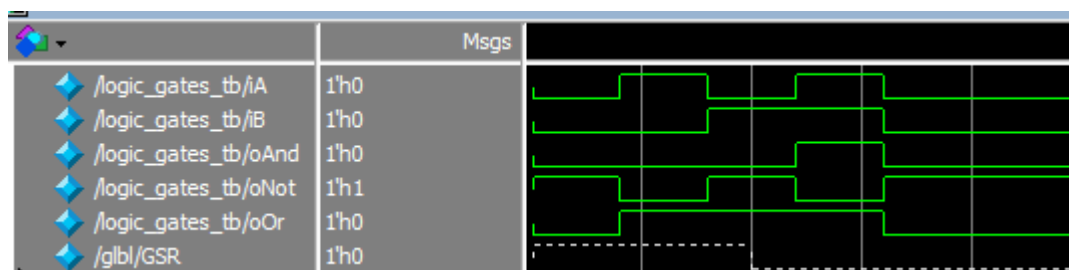 Msgs
/logic_gates_tb/iA 1'h0
/logic_gates_tb/iB 1'h0
/logic_gates_tb/oAnd 1'h0
/logic_gates_tb/oNot 1'h1
/logic_gates_tb/oOr 1'h0
/glbl/GSR 1'h0